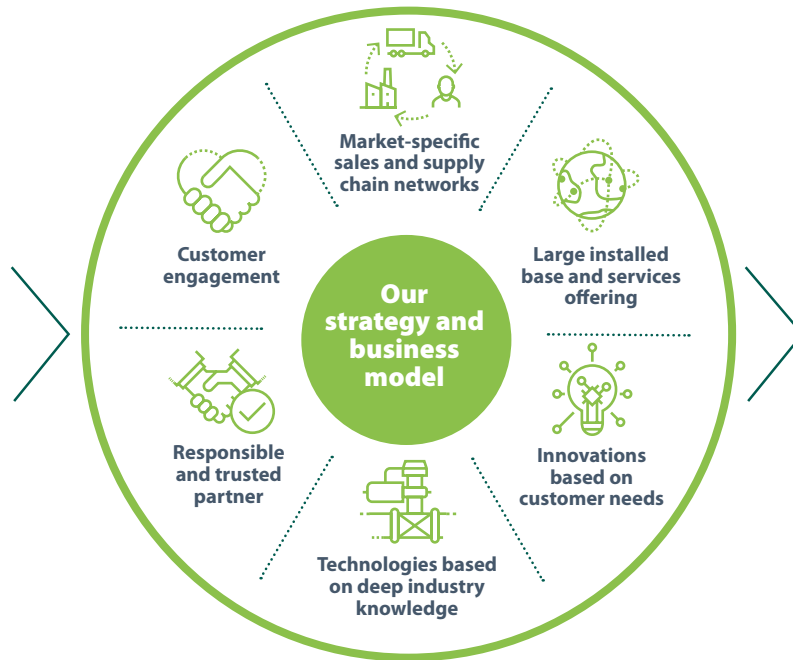 Market-specific
sales and supply
chain networks
Customer
engagement
Large installed
base and services
offering
Our
strategy and
business
model
Responsible
and trusted
partner
Innovations
based on
customer needs
Technologies based
on deep industry
knowledge